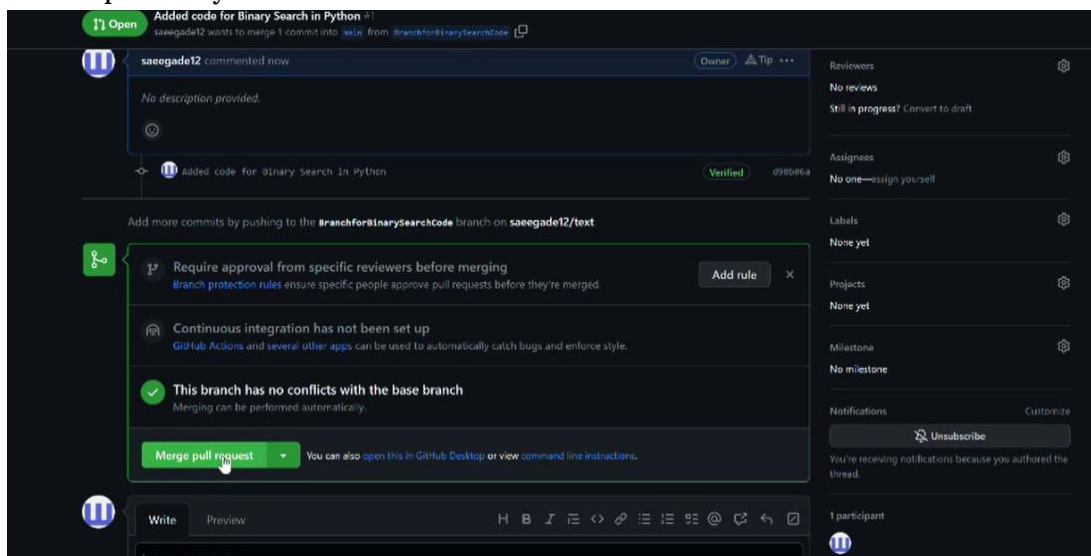 Open
Added code for Binary Search in Python #1
saeegade12 wants to merge 1 commit into main from BranchforBinarySearchCode
saeegade12 commented now
Owner
Tip
No description provided.
Added code for Binary Search in Python
Verified
d98b06a
Add more commits by pushing to the BranchforBinarySearchCode branch on saeegade12/text.
Require approval from specific reviewers before merging
Branch protection rules ensure specific people approve pull requests before they're merged.
Add rule
Continuous integration has not been set up
GitHub Actions and several other apps can be used to automatically catch bugs and enforce style.
This branch has no conflicts with the base branch
Merging can be performed automatically.
Merge pull request
You can also open this in GitHub Desktop or view command line instructions.
Write
Preview
H B I
Reviewers
No reviews
Still in progress? Convert to draft
Assignees
No one—assign yourself
Labels
None yet
Projects
None yet
Milestone
No milestone
Notifications
Customize
Unsubscribe
You're receiving notifications because you authored the
thread.
1 participant